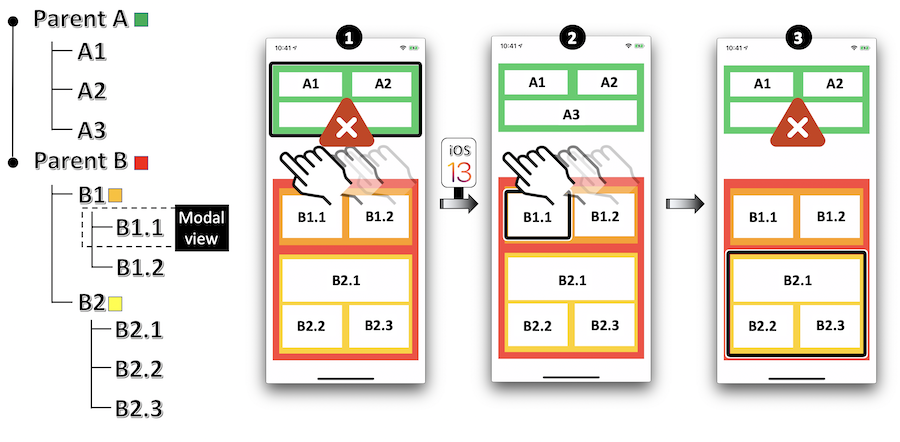 Parent A
A1
A2
A3
Parent B
B1
B1.1
Modal view
B1.2
B2
B2.1
B2.2
B2.3
1
10:41
A1 A2
B1.1 B1.2
B2.1
B2.2 B2.3
iOS
13
2
10:41
A1 A2
A3
B1.1 B1.2
B2.1
B2.2 B2.3
3
10:41
A1 A2
B1.1 B1.2
B2.1
B2.2 B2.3